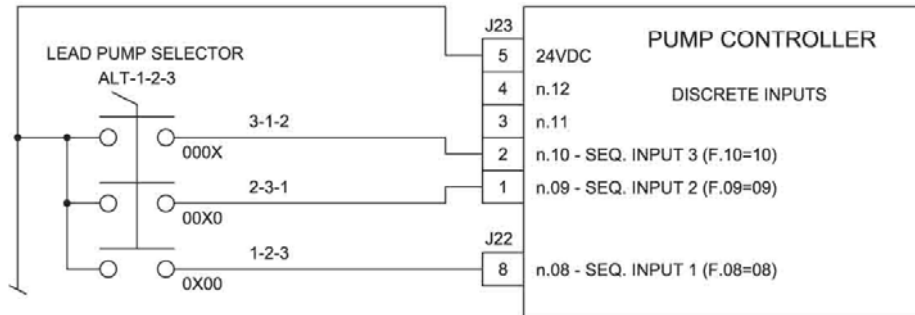 J23
PUMP CONTROLLER
LEAD PUMP SELECTOR
5 24VDC
ALT-1-2-3
4 n.12
DISCRETE INPUTS
3-1-2
3 n.11
000X
2 n.10 - SEQ. INPUT 3 (F.10=10)
2-3-1
1 n.09 - SEQ. INPUT 2 (F.09=09)
00X0
J22
1-2-3
8 n.08 - SEQ. INPUT 1 (F.08=08)
0X00